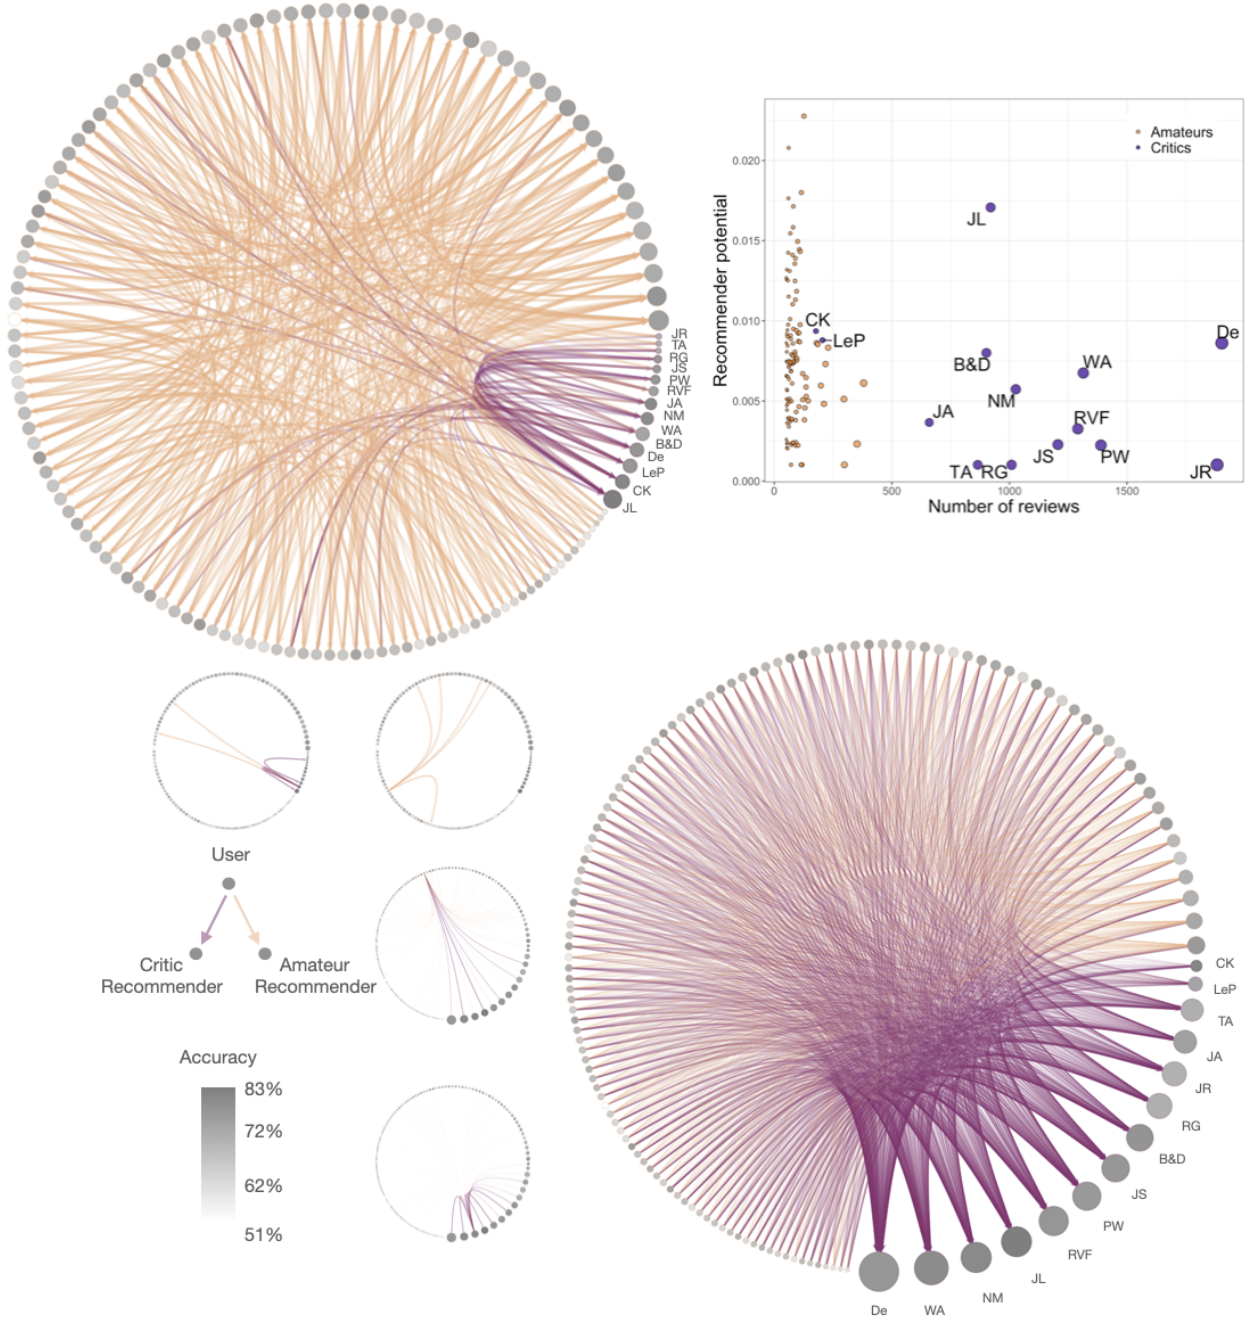 Amateurs
Critics
Recommender potential
0.020
0.015
0.010
0.005
0.000
JL
CK
LeP
De
B&D
WA
NM
JA
RVF
JS
PW
TA
RG
JR
0
500
1000
1500
Number of reviews
JR
TA
RG
JS
PW
RVF
JA
NM
WA
B&D
De
LeP
CK
JL
User
Critic
Recommender
Amateur
Recommender
Accuracy
83%
72%
62%
51%
CK
LeP
TA
JA
JR
RG
B&D
JS
PW
RVF
JL
NM
WA
De